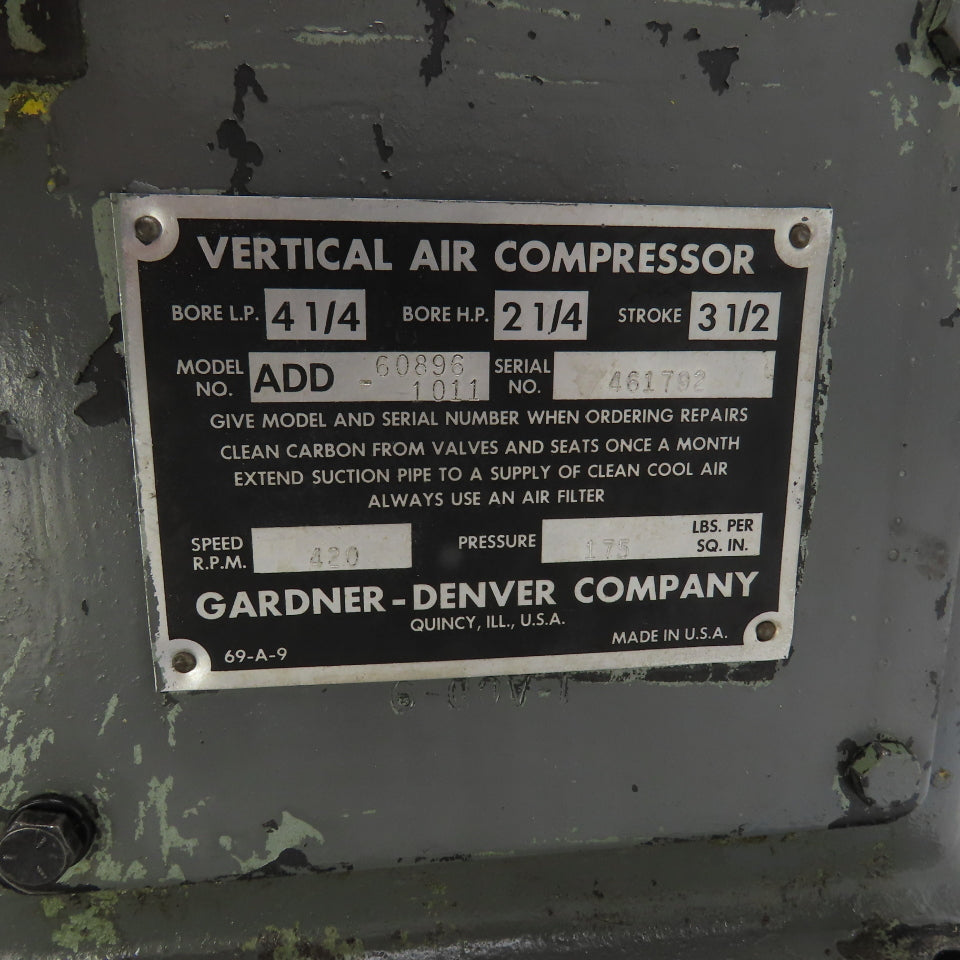 VERTICAL AIR COMPRESSOR
BORE L.P. 4 1/4 BORE H.P. 2 1/4 STROKE 3 1/2
MODEL NO. ADD 60896 - 1011 SERIAL NO. 461792
GIVE MODEL AND SERIAL NUMBER WHEN ORDERING REPAIRS
CLEAN CARBON FROM VALVES AND SEATS ONCE A MONTH
EXTEND SUCTION PIPE TO A SUPPLY OF CLEAN COOL AIR
ALWAYS USE AN AIR FILTER
SPEED R.P.M. 420 PRESSURE 175 LBS. PER SQ. IN.
GARDNER-DENVER COMPANY
QUINCY, ILL., U.S.A.
69-A-9 MADE IN U.S.A.